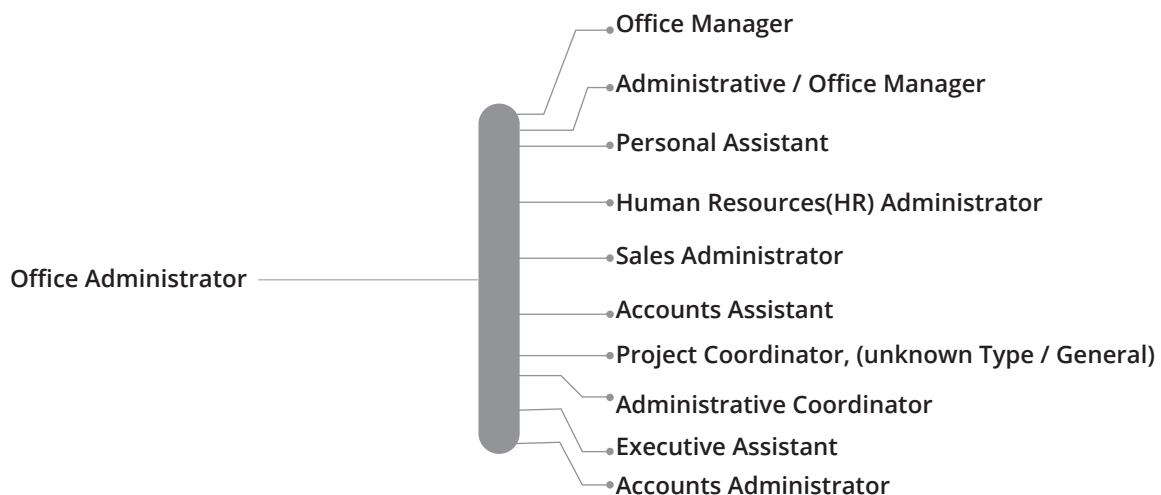 Office Manager
Administrative / Office Manager
Personal Assistant
Human Resources(HR) Administrator
Sales Administrator
Office Administrator
Accounts Assistant
Project Coordinator, (unknown Type / General)
Administrative Coordinator
Executive Assistant
Accounts Administrator